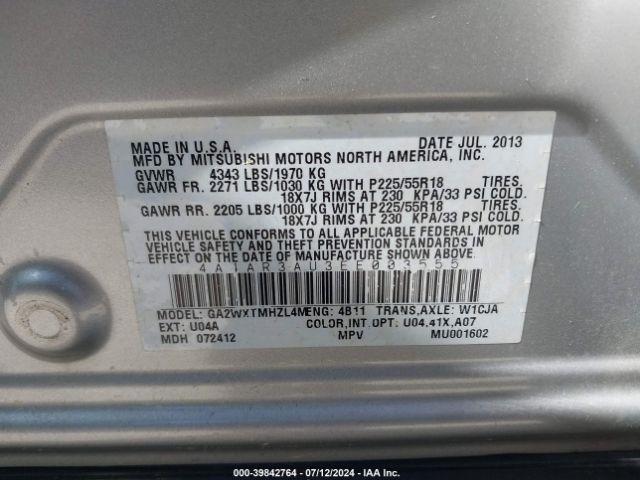 MADE IN U.S.A. DATE JUL. 2013
MFD BY MITSUBISHI MOTORS NORTH AMERICA, INC.
GVWR 4343 LBS/1970 KG
GAWR FR. 2271 LBS/1030 KG WITH P225/55R18 TIRES.
18X7J RIMS AT 230 KPA/33 PSI COLD.
GAWR RR. 2205 LBS/1000 KG WITH P225/55R18 TIRES.
18X7J RIMS AT 230 KPA/33 PSI COLD.
THIS VEHICLE CONFORMS TO ALL APPLICABLE FEDERAL MOTOR
VEHICLE SAFETY AND THEFT PREVENTION STANDARDS IN
EFFECT ON THE DATE OF MANUFACTURE SHOWN ABOVE.
4A4AR3AU3EE003555
MODEL: GA2WXTMHZL4M ENG: 4B11 TRANS,AXLE: W1CJA
EXT: U04A COLOR,INT.OPT: U04.41X,A07
MDH 072412 MPV MU001602
000-39842764 / 07/12/2024 - IAA Inc.